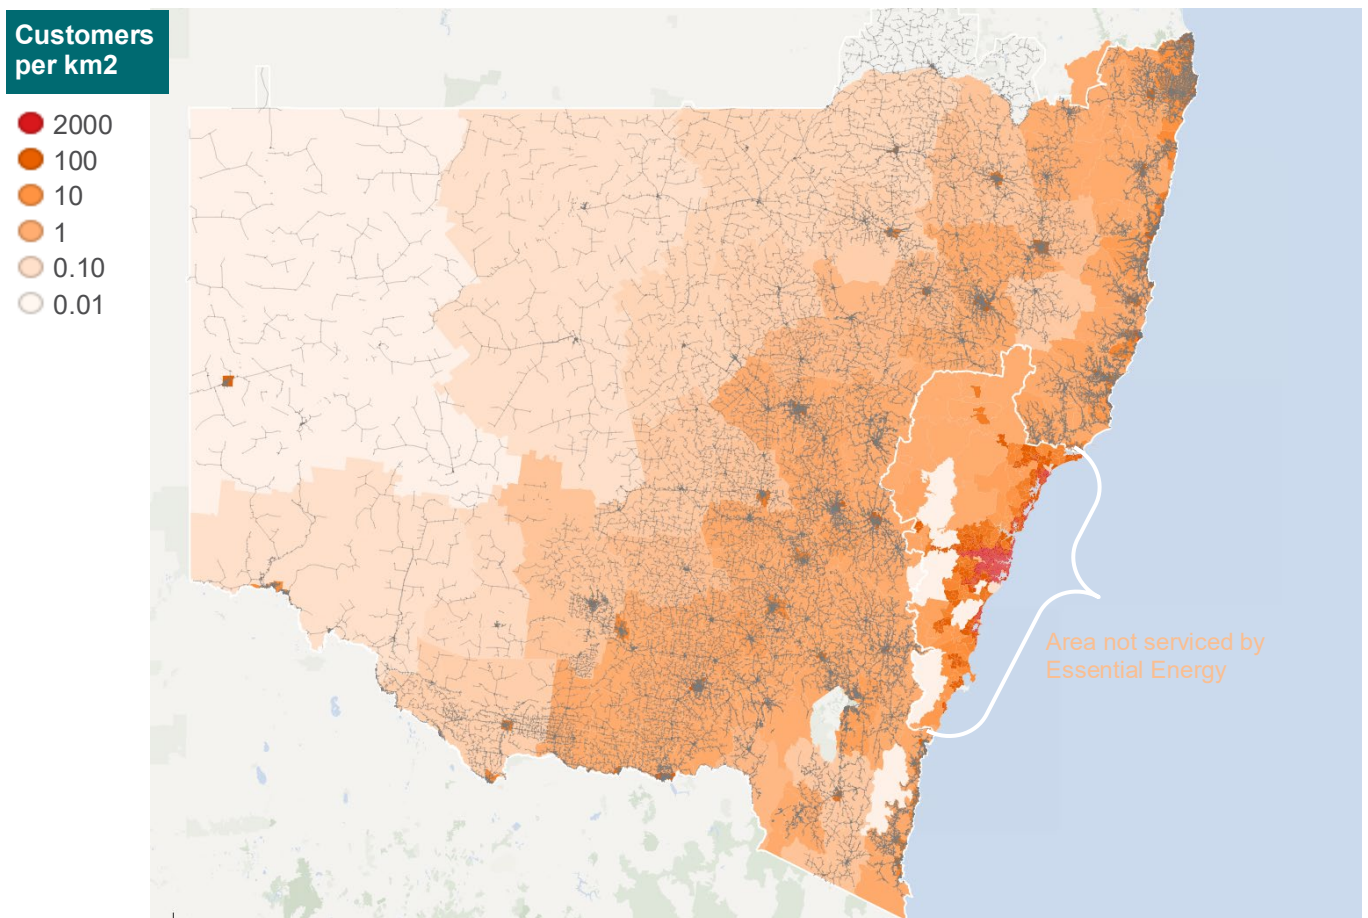 Customers
per km2
2000
100
10
1
0.10
0.01
Area not serviced by
Essential Energy